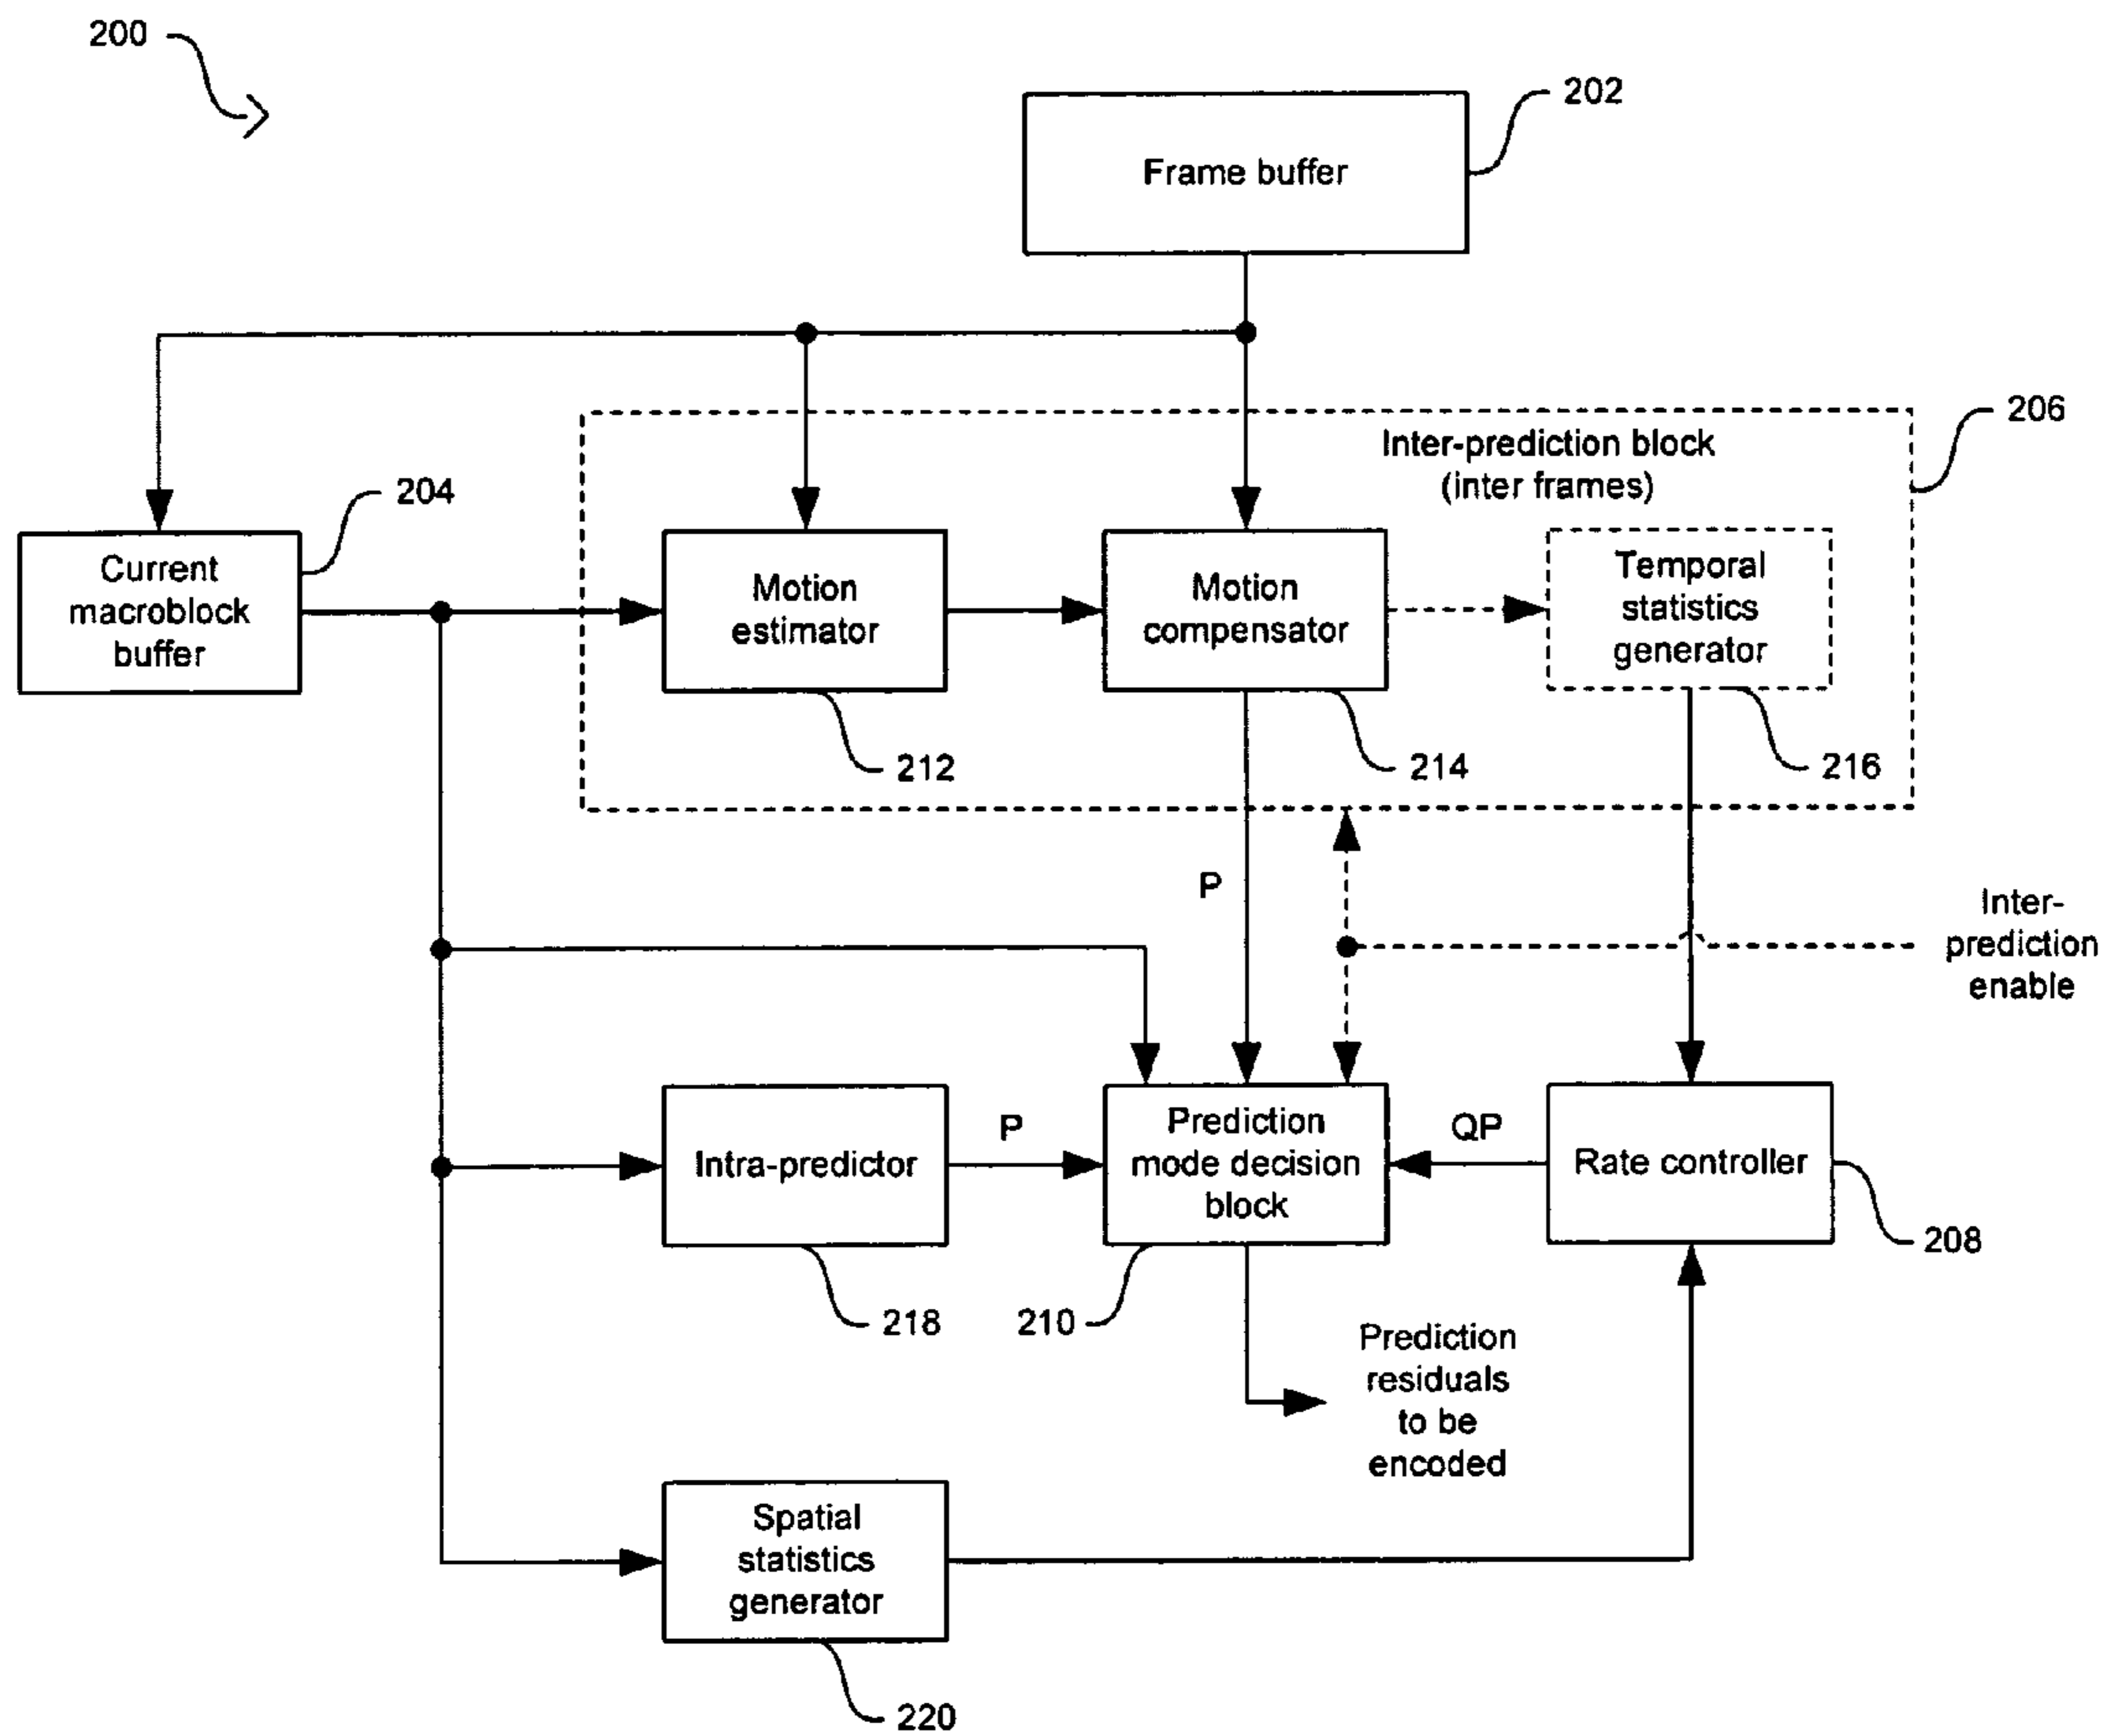 200
202
Frame buffer
206
Inter-prediction block
(inter frames)
204
Current
macroblock
buffer
Motion
estimator
Motion
compensator
Temporal
statistics
generator
212
214
216
P
Inter-
prediction
enable
Intra-predictor
P
Prediction
mode decision
block
QP
Rate controller
208
218
210
Prediction
residuals
to be
encoded
Spatial
statistics
generator
220